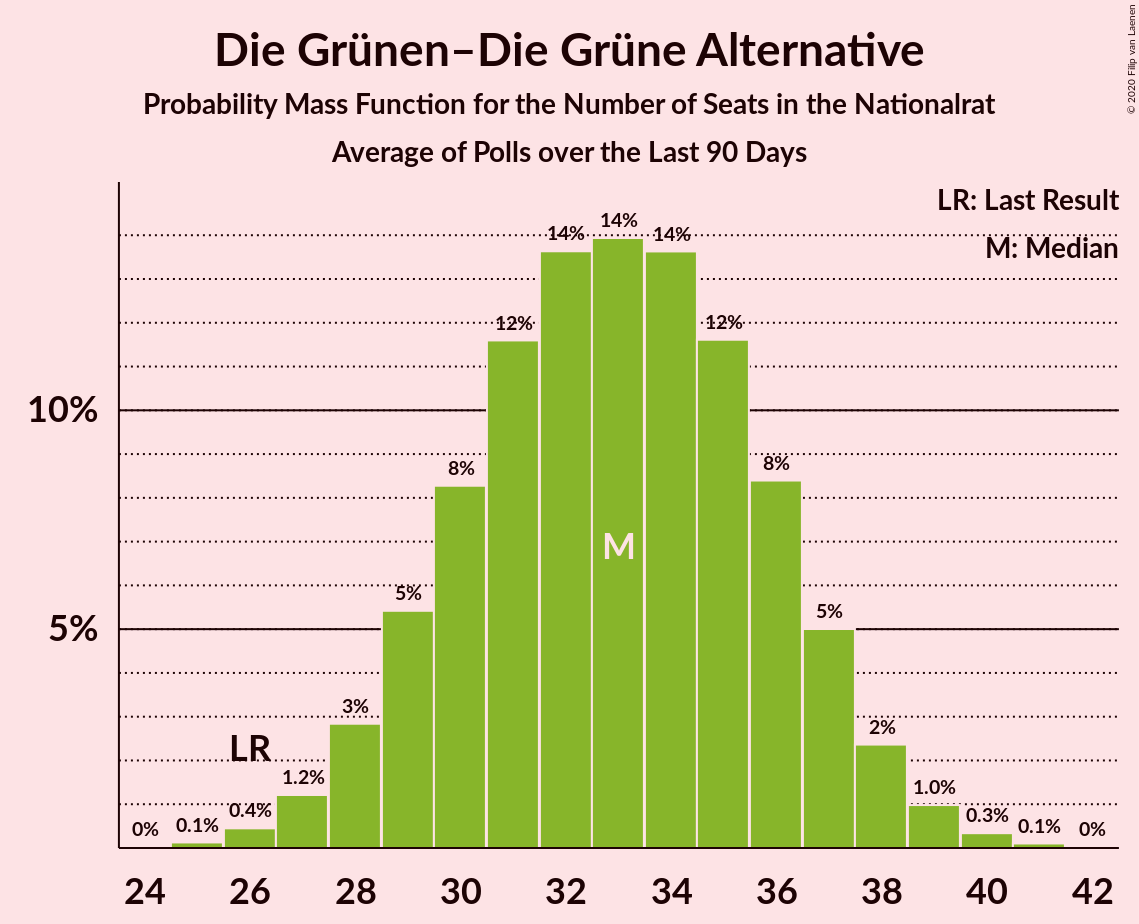 Die Grünen–Die Grüne Alternative
Probability Mass Function for the Number of Seats in the Nationalrat
Average of Polls over the Last 90 Days
© 2020 Filip van Laenen
LR: Last Result
M: Median
14% 14% 14%
12% 12%
10%
8% 8%
M
5% 5%
5%
3% 2%
LR
1.2% 1.0%
0% 0.1% 0.4% 0.3% 0.1% 0%
24 26 28 30 32 34 36 38 40 42